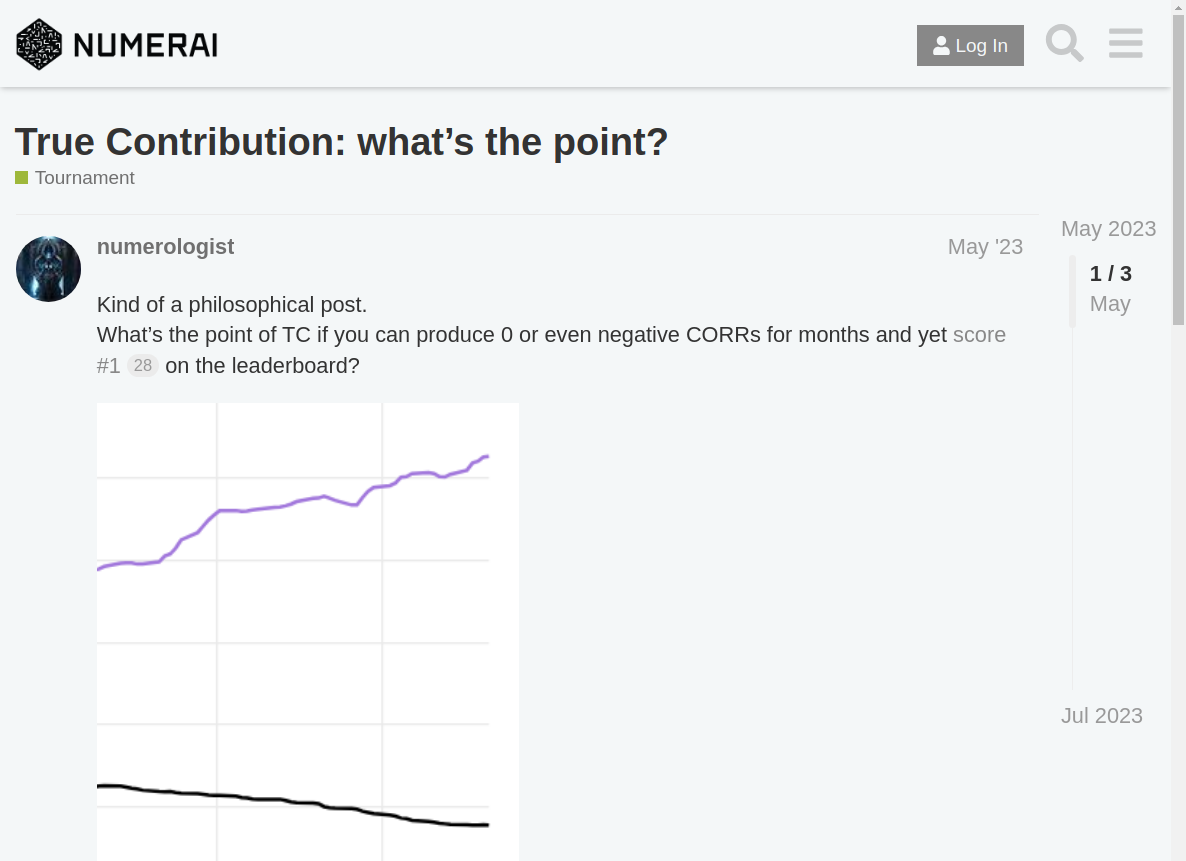 NUMERAI
Log In
True Contribution: what’s the point?
Tournament
numerologist
May '23
May 2023
1 / 3
May
Kind of a philosophical post.
What’s the point of TC if you can produce 0 or even negative CORRs for months and yet score
#1 28 on the leaderboard?
Jul 2023